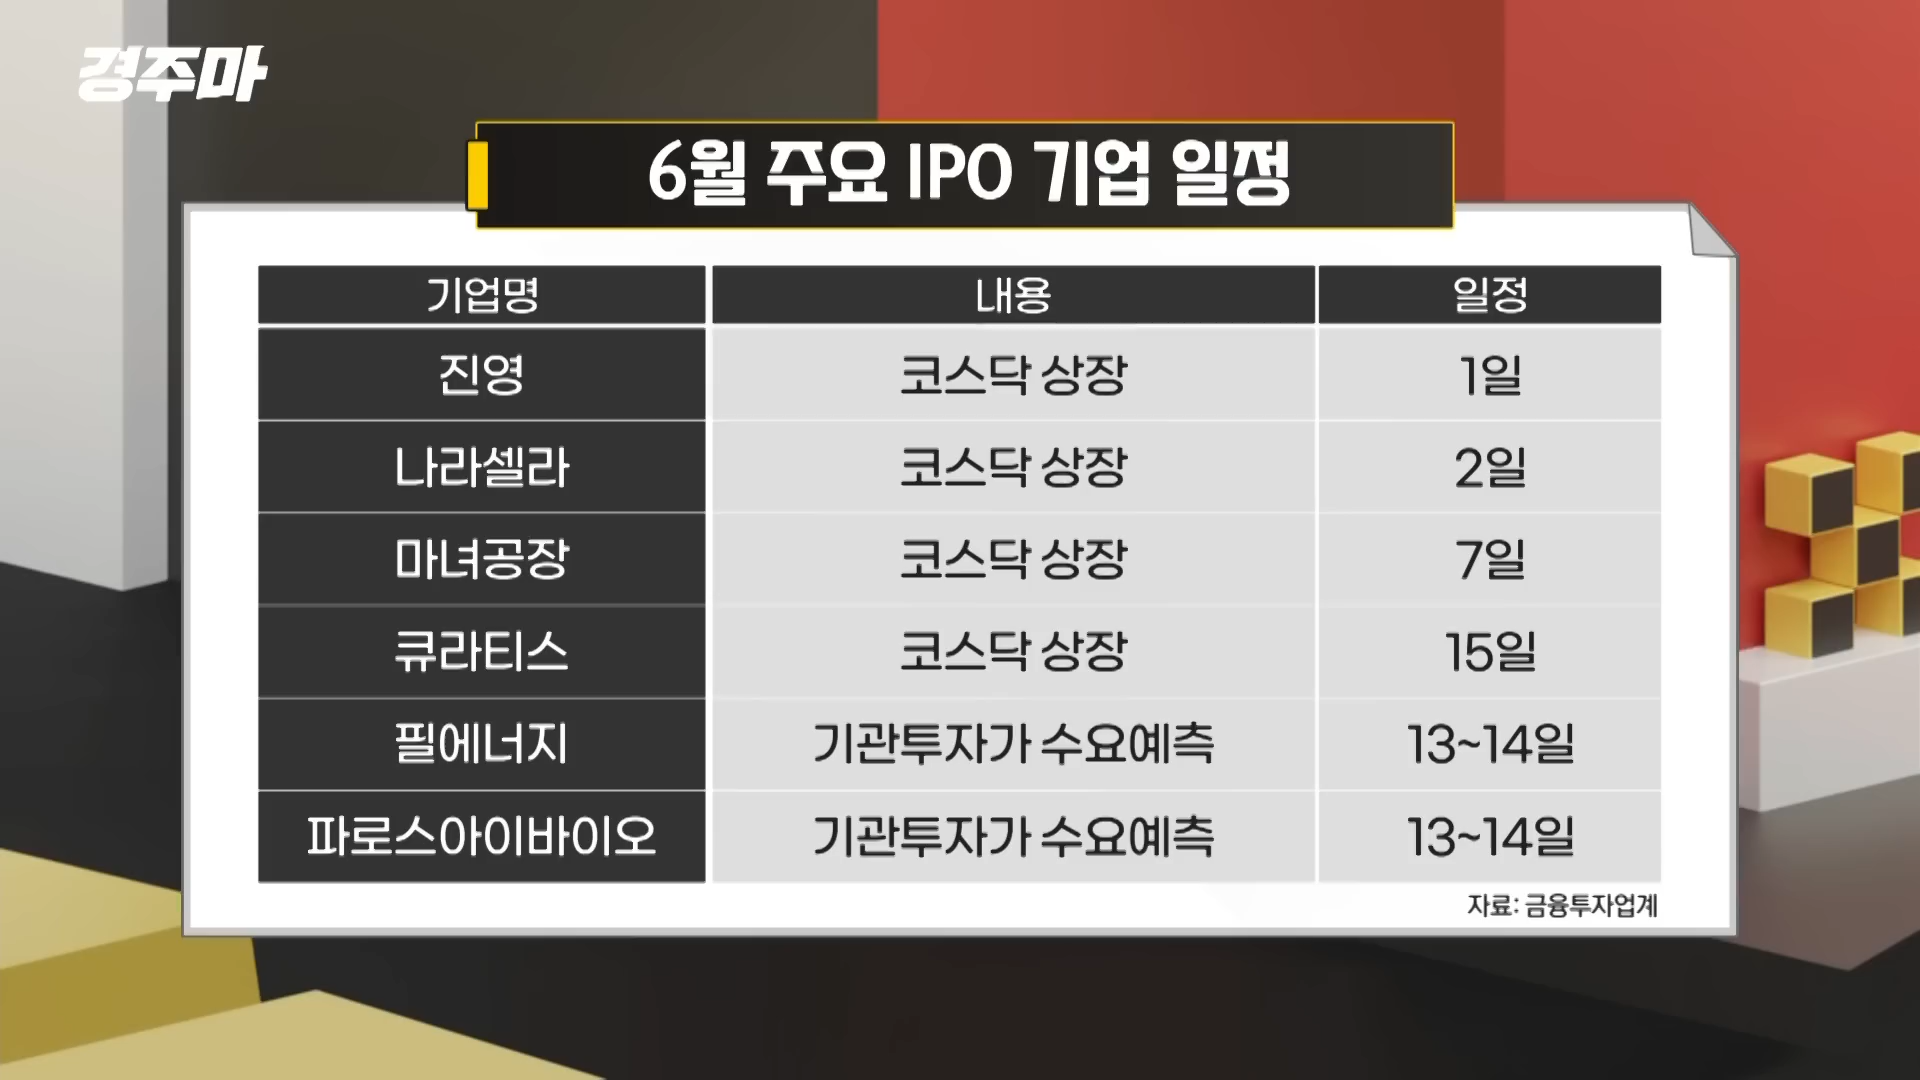 경주마
6월 주요 IPO 기업 일정
기업명 내용 일정
진영 코스닥 상장 1일
나라셀라 코스닥 상장 2일
마녀공장 코스닥 상장 7일
큐라티스 코스닥 상장 15일
필에너지 기관투자가 수요예측 13~14일
파로스아이바이오 기관투자가 수요예측 13~14일
자료: 금융투자업계